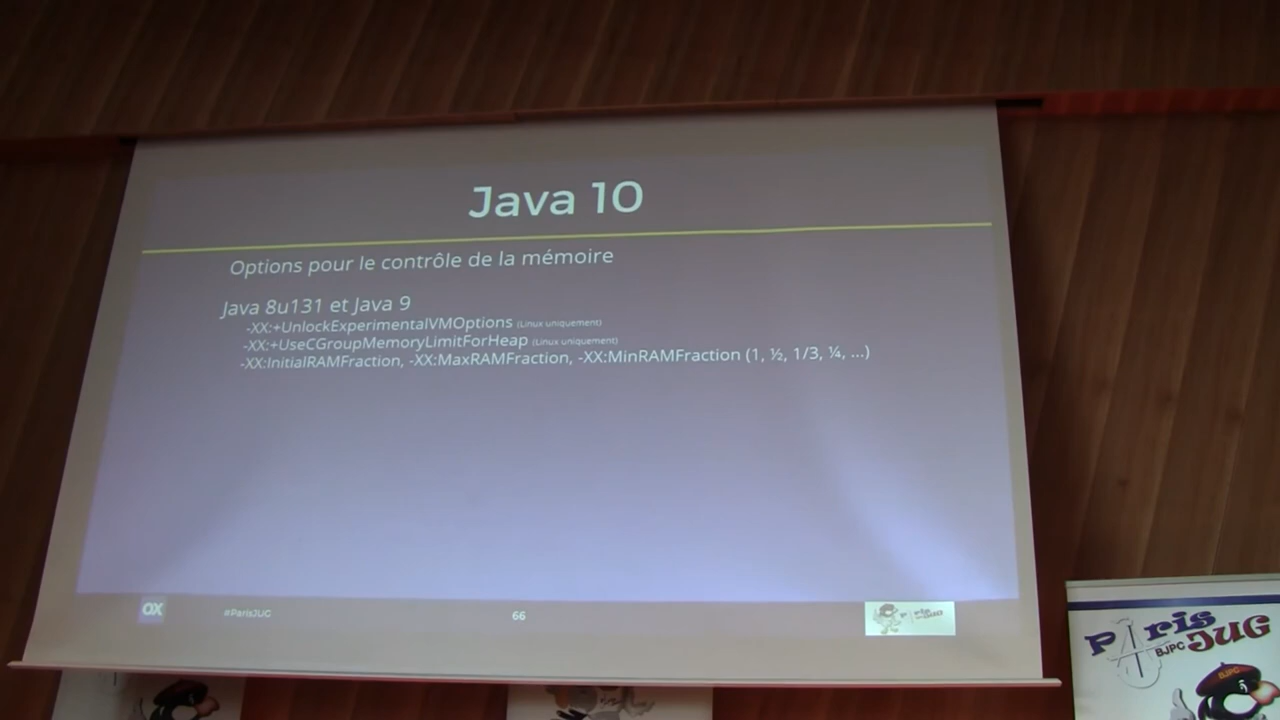 Java 10
Options pour le contrôle de la mémoire
Java 8u131 et Java 9
-XX:+UnlockExperimentalVMOptions (Linux uniquement)
-XX:+UseCGroupMemoryLimitForHeap (Linux uniquement)
-XX:InitialRAMFraction, -XX:MaxRAMFraction, -XX:MinRAMFraction (1, ½, 1/3, ¼, ...)
OX
#ParisJUG
66
Paris
BJPC JUG
BJPC